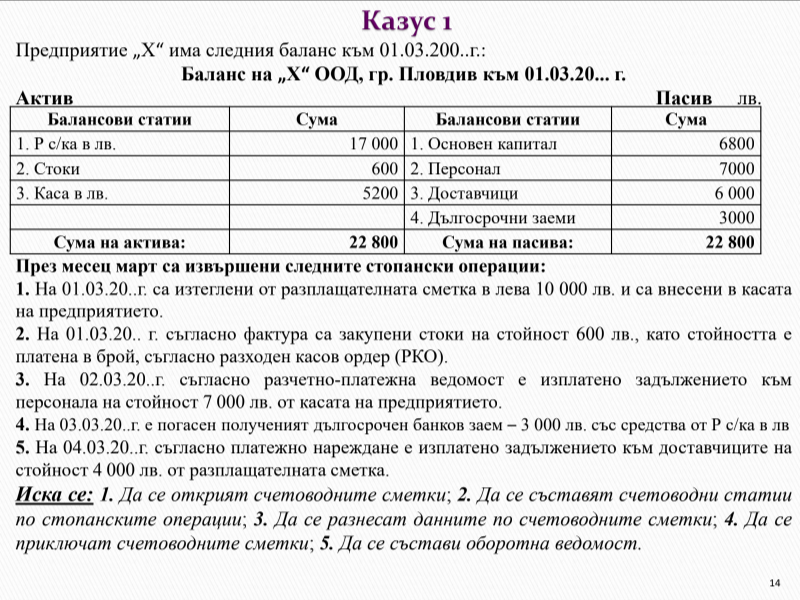 Казус 1
Предприятие „X“ има следния баланс към 01.03.200..г.:
Баланс на „X“ ООД, гр. Пловдив към 01.03.20... г.
Актив Пасив лв.
Балансови статии Сума Балансови статии Сума
1. Р с/ка в лв. 17 000 1. Основен капитал 6800
2. Стоки 600 2. Персонал 7000
3. Каса в лв. 5200 3. Доставчици 6 000
4. Дългосрочни заеми 3000
Сума на актива: 22 800 Сума на пасива: 22 800
През месец март са извършени следните стопански операции:
1. На 01.03.20..г. са изтеглени от разплащателната сметка в лева 10 000 лв. и са внесени в касата
на предприятието.
2. На 01.03.20.. г. съгласно фактура са закупени стоки на стойност 600 лв., като стойността е
платена в брой, съгласно разходен касов ордер (РКО).
3. На 02.03.20..г. съгласно разчетно-платежна ведомост е изплатено задължението към
персонала на стойност 7 000 лв. от касата на предприятието.
4. На 03.03.20..г. е погасен полученият дългосрочен банков заем – 3 000 лв. със средства от Р с/ка в лв
5. На 04.03.20..г. съгласно платежно нареждане е изплатено задължението към доставчиците на
стойност 4 000 лв. от разплащателната сметка.
Иска се: 1. Да се открият счетоводните сметки; 2. Да се съставят счетоводни статии
по стопанските операции; 3. Да се разнесат данните по счетоводните сметки; 4. Да се
приключат счетоводните сметки; 5. Да се състави оборотна ведомост.
14